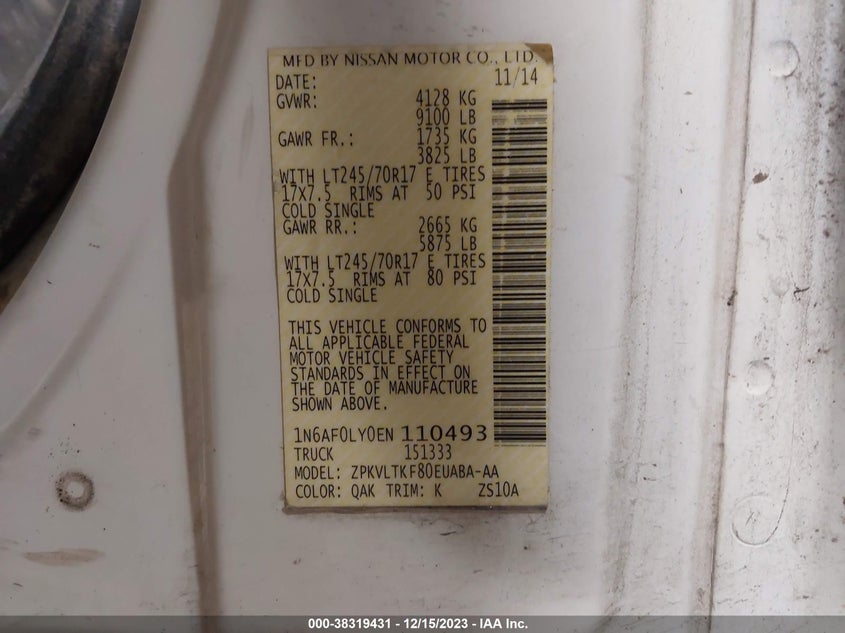 MFD BY NISSAN MOTOR CO., LTD.
DATE: 11/14
GVWR: 4128 KG
9100 LB
GAWR FR.: 1735 KG
3825 LB
WITH LT245/70R17 E TIRES
17X7.5 RIMS AT 50 PSI
COLD SINGLE
GAWR RR.: 2665 KG
5875 LB
WITH LT245/70R17 E TIRES
17X7.5 RIMS AT 80 PSI
COLD SINGLE
THIS VEHICLE CONFORMS TO
ALL APPLICABLE FEDERAL
MOTOR VEHICLE SAFETY
STANDARDS IN EFFECT ON
THE DATE OF MANUFACTURE
SHOWN ABOVE.
1N6AF0LY0EN 110493
TRUCK 151333
MODEL: ZPKVLTKF80EUABA-AA
COLOR: QAK TRIM: K ZS10A
000-38319431 - 12/15/2023 - IAA Inc.